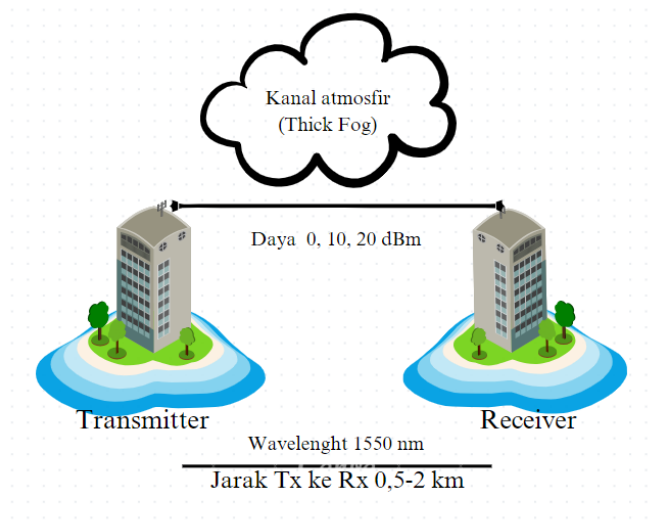 Kanal atmosfir
(Thick Fog)
Daya 0, 10, 20 dBm
Transmitter
Receiver
Wavelenght 1550 nm
Jarak Tx ke Rx 0,5-2 km